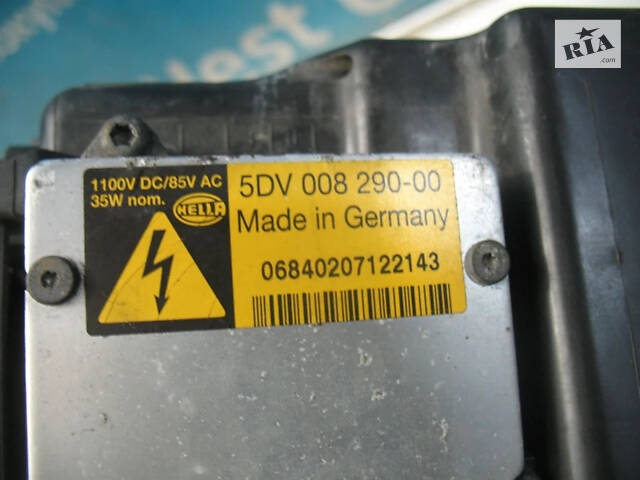 RIA
.com
1100V DC/85V AC
35W nom.
HELLA
5DV 008 290-00
Made in Germany
06840207122143